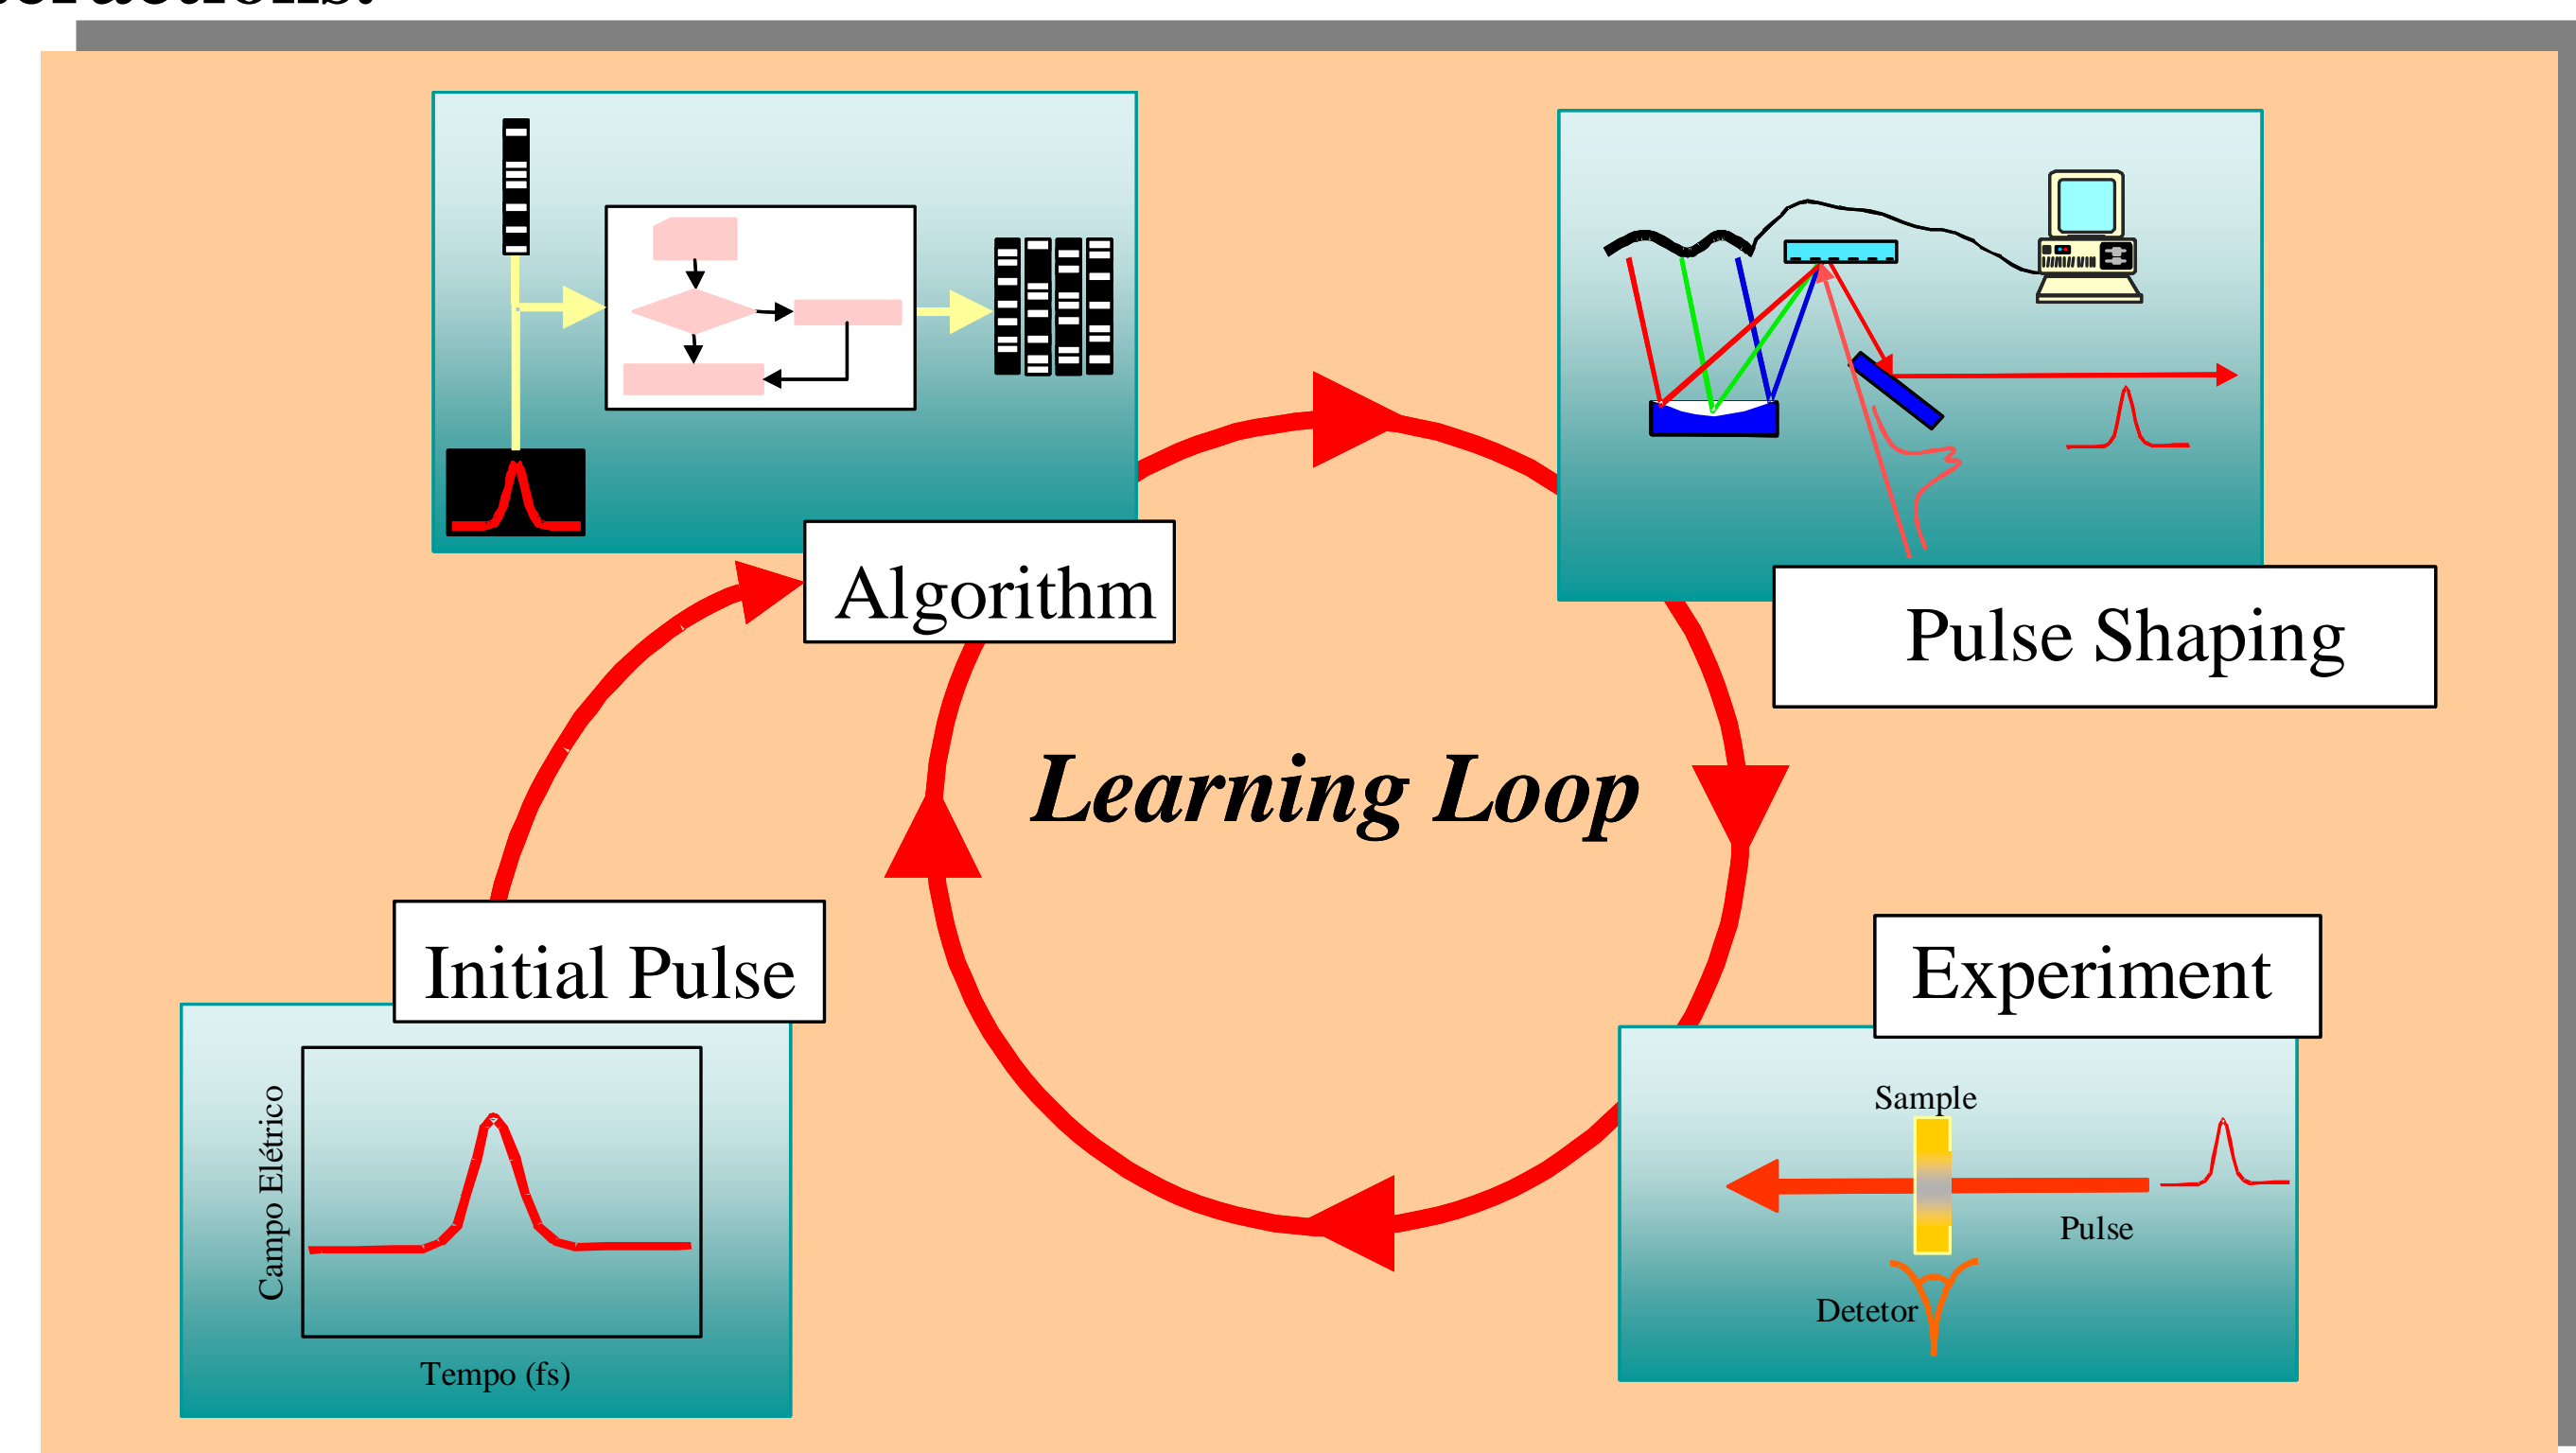 Algorithm
Pulse Shaping
Learning Loop
Initial Pulse
Experiment
Campo Elétrico
Tempo (fs)
Sample
Pulse
Detetor